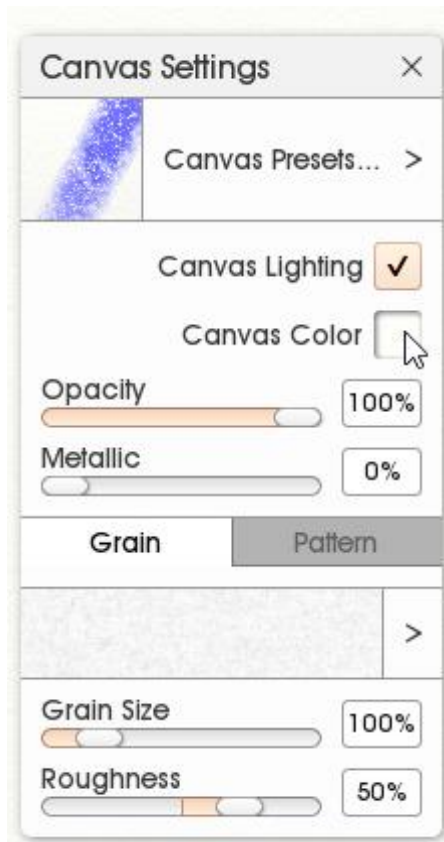 Canvas Settings
Canvas Presets... >
Canvas Lighting
Canvas Color
Opacity
100%
Metallic
0%
Grain Pattern
>
Grain Size
100%
Roughness
50%